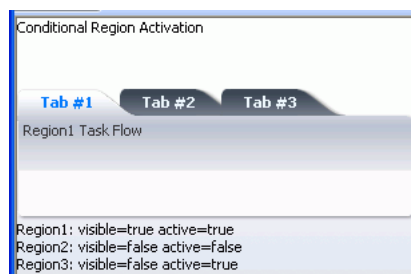 Conditional Region Activation
Tab #1 Tab #2 Tab #3
Region1 Task Flow
Region1: visible=true active=true
Region2: visible=false active=false
Region3: visible=false active=true